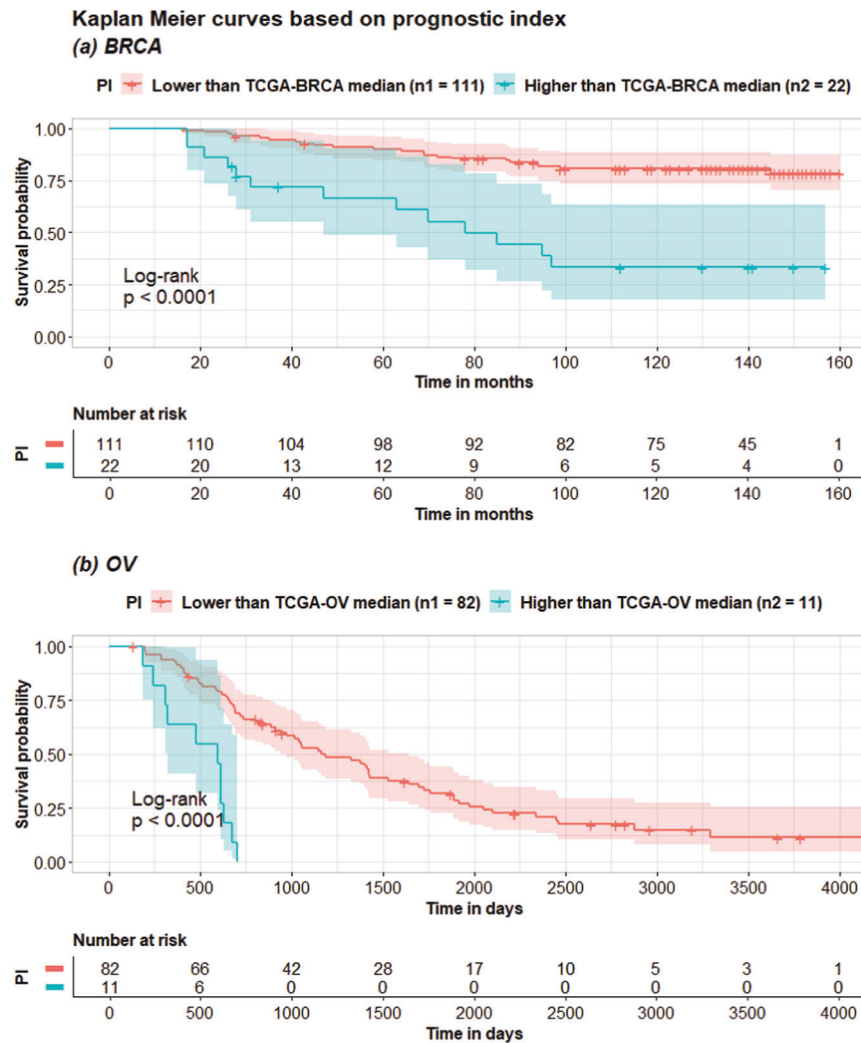 Kaplan Meier curves based on prognostic index
(a) BRCA
PI Lower than TCGA-BRCA median (n1 = 111) Higher than TCGA-BRCA median (n2 = 22)
Survival probability
1.00
0.75
0.50
0.25
0.00
Log-rank
p < 0.0001
0 20 40 60 80 100 120 140 160
Time in months
Number at risk
PI
111 110 104 98 92 82 75 45 1
22 20 13 12 9 6 5 4 0
0 20 40 60 80 100 120 140 160
Time in months
(b) OV
PI Lower than TCGA-OV median (n1 = 82) Higher than TCGA-OV median (n2 = 11)
Survival probability
1.00
0.75
0.50
0.25
0.00
Log-rank
p < 0.0001
0 500 1000 1500 2000 2500 3000 3500 4000
Time in days
Number at risk
PI
82 66 42 28 17 10 5 3 1
11 6 0 0 0 0 0 0 0
0 500 1000 1500 2000 2500 3000 3500 4000
Time in days